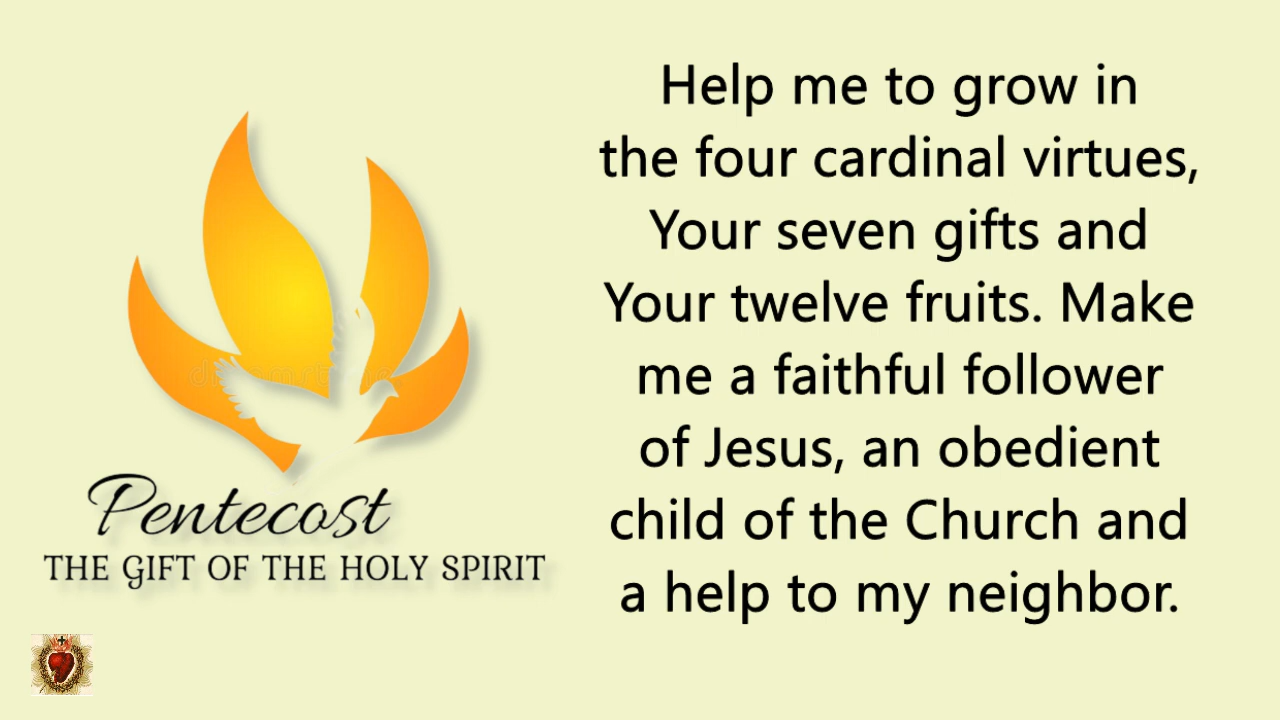 Help me to grow in
the four cardinal virtues,
Your seven gifts and
Your twelve fruits. Make
me a faithful follower
of Jesus, an obedient
child of the Church and
a help to my neighbor.
Pentecost
THE GIFT OF THE HOLY SPIRIT